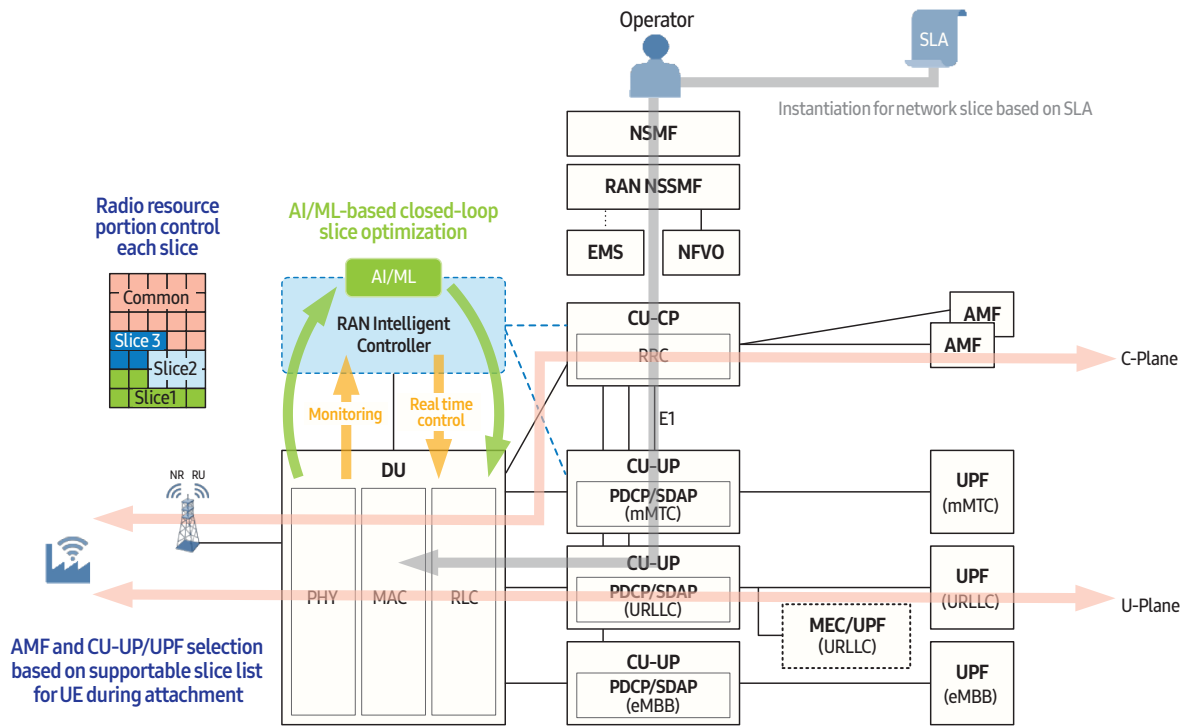 Operator
SLA
Instantiation for network slice based on SLA
NSMF
RAN NSSMF
EMS
NFVO
Radio resource
portion control
each slice
Common
Slice 3
Slice2
Slice1
AI/ML-based closed-loop
slice optimization
AI/ML
RAN Intelligent
Controller
Monitoring
Real time
control
CU-CP
RRC
AMF
AMF
C-Plane
E1
DU
PHY
MAC
RLC
NR RU
CU-UP
PDCP/SDAP
(mMTC)
UPF
(mMTC)
CU-UP
PDCP/SDAP
(URLLC)
UPF
(URLLC)
U-Plane
MEC/UPF
(URLLC)
CU-UP
PDCP/SDAP
(eMBB)
UPF
(eMBB)
AMF and CU-UP/UPF selection
based on supportable slice list
for UE during attachment